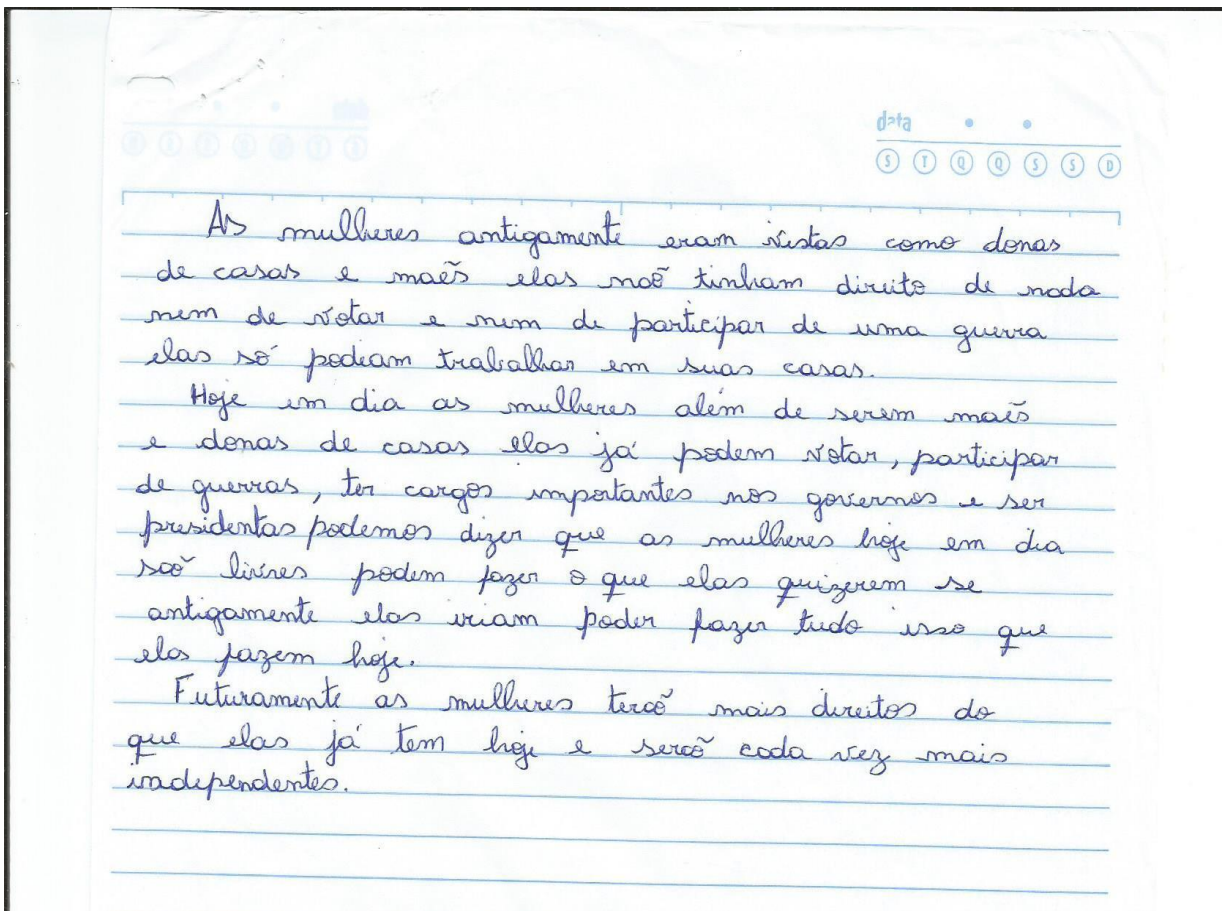 data
S T Q Q S S D
As mulheres antigamente eram vistas como donas
de casas e maẽs elas noõ tinham direito de nada
nem de votar e nem de participar de uma guerra
elas só podiam trabalhar em suas casas.
Hoje em dia as mulheres além de serem maẽs
e donas de casas elas já podem votar, participar
de guerras, ter cargos importantes nos governos e ser
presidentas podemos dizer que as mulheres hoje em dia
saõ livres podem fazer o que elas quizerem se
antigamente elas iriam poder fazer tudo isso que
elas fazem hoje.
Futuramente as mulheres teraõ mais direitos do
que elas já tem hoje e seraõ cada vez mais
independentes.